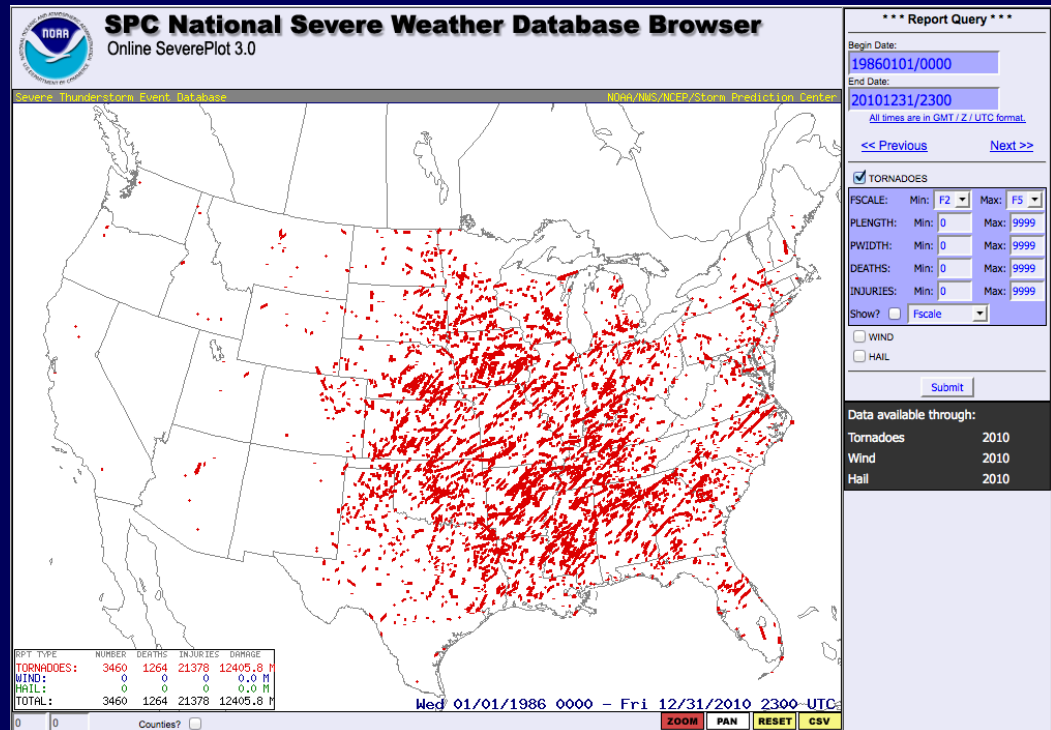 SPC National Severe Weather Database Browser
Online SeverePlot 3.0
NOAA
Severe Thunderstorm Event Database NOAA/NWS/NCEP/Storm Prediction Center
RPT TYPE NUMBER DEATHS INJURIES DAMAGE
TORNADOES: 3460 1264 21378 12405.8 M
WIND: 0 0 0 0.0 M
HAIL: 0 0 0 0.0 M
TOTAL: 3460 1264 21378 12405.8 M
Wed 01/01/1986 0000 - Fri 12/31/2010 2300 UTC
0 0 Counties? ZOOM PAN RESET CSV
* * * Report Query * * *
Begin Date:
19860101/0000
End Date:
20101231/2300
All times are in GMT / Z / UTC format.
<< Previous Next >>
TORNADOES
FSCALE: Min: F2 Max: F5
PLENGTH: Min: 0 Max: 9999
PWIDTH: Min: 0 Max: 9999
DEATHS: Min: 0 Max: 9999
INJURIES: Min: 0 Max: 9999
Show? Fscale
WIND
HAIL
Submit
Data available through:
Tornadoes 2010
Wind 2010
Hail 2010